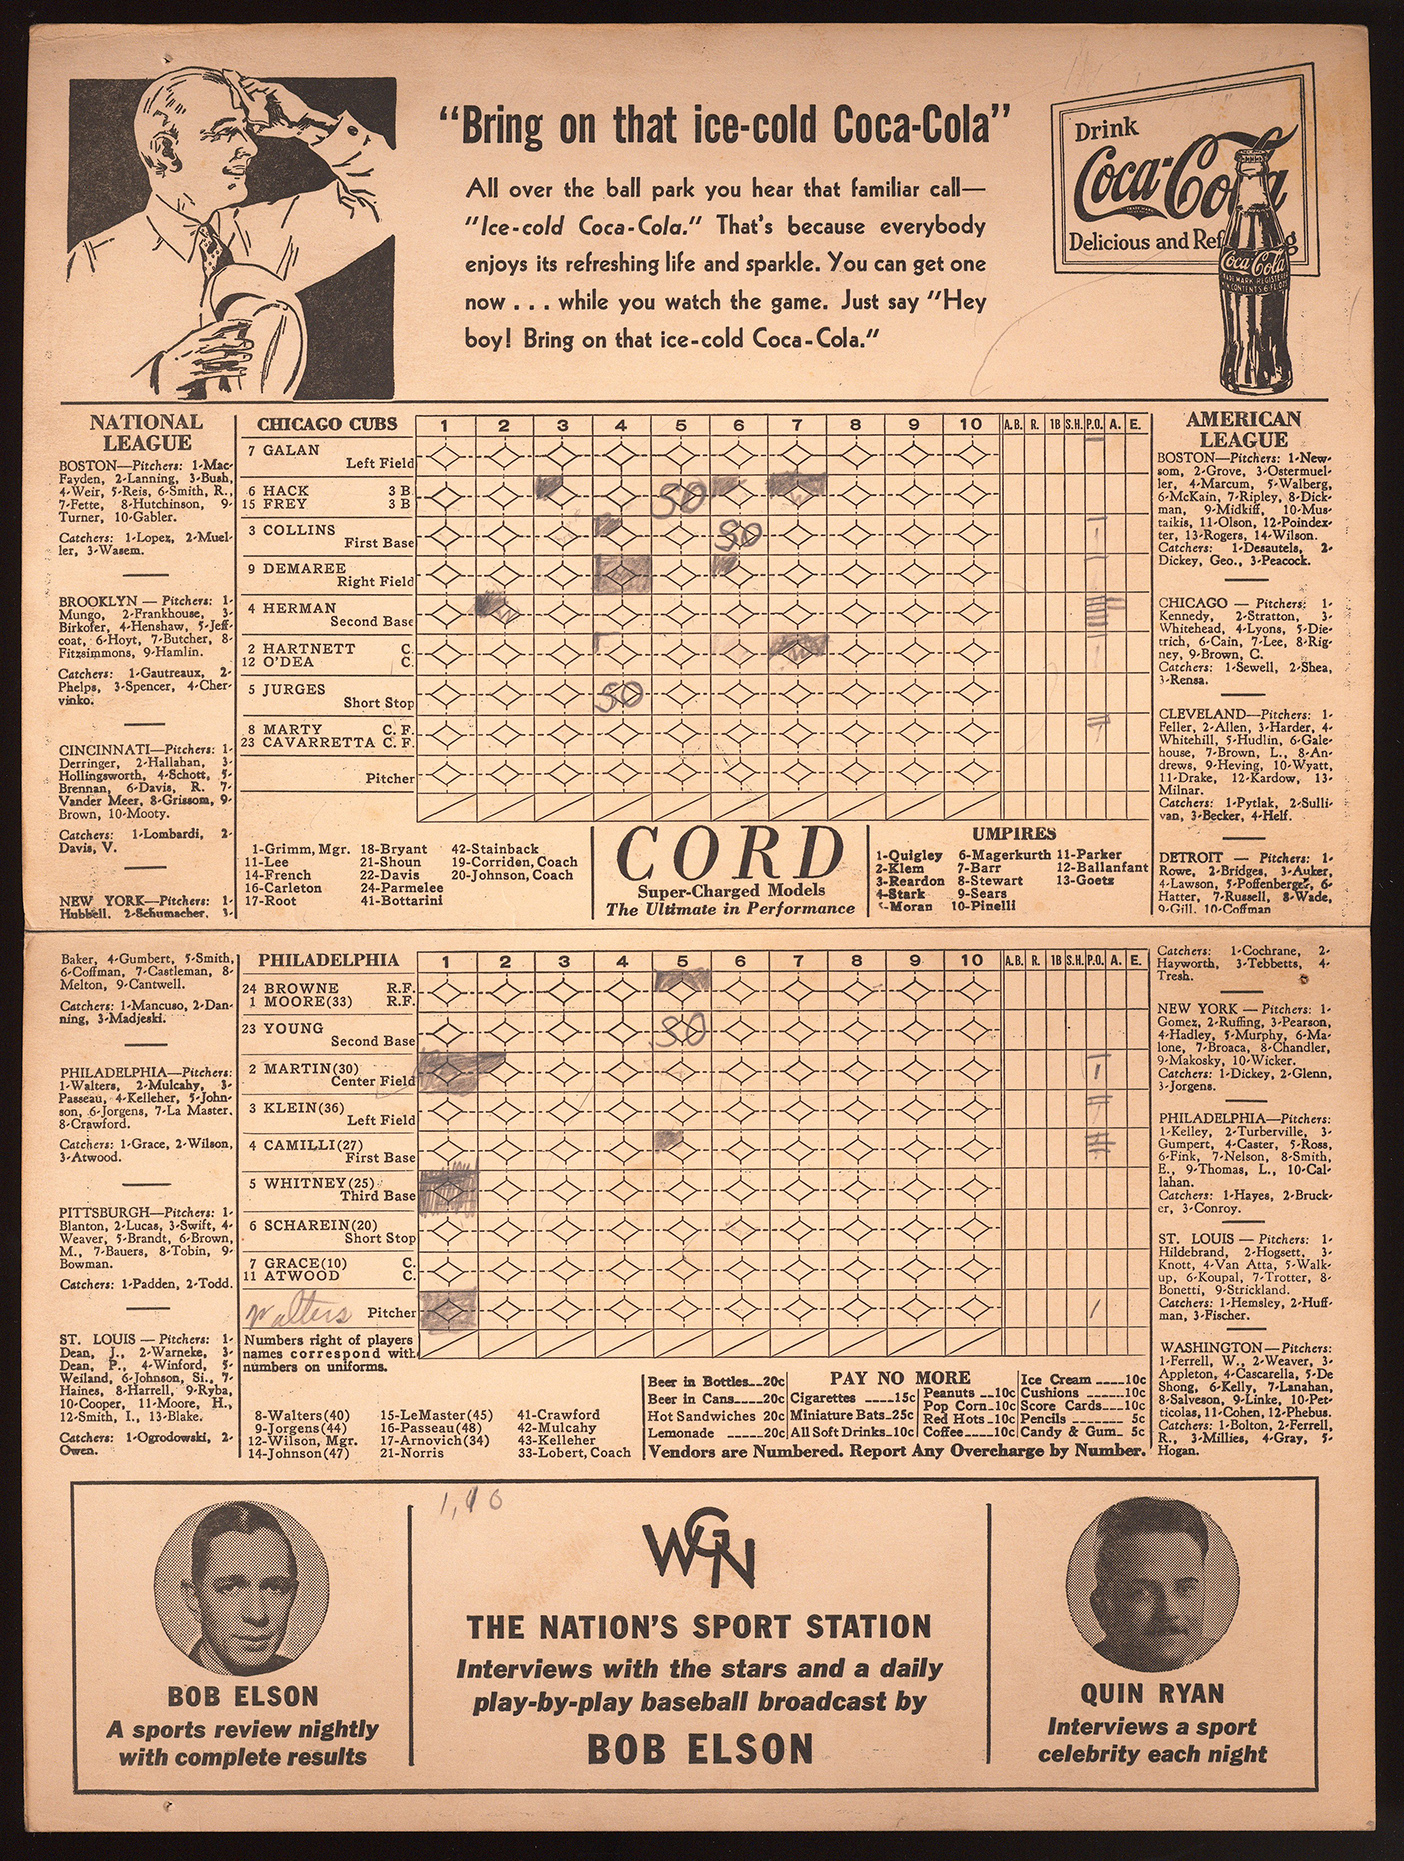 "Bring on that ice-cold Coca-Cola"
All over the ball park you hear that familiar call—
"Ice-cold Coca-Cola." That's because everybody
enjoys its refreshing life and sparkle. You can get one
now . . . while you watch the game. Just say "Hey
boy! Bring on that ice-cold Coca-Cola."
Drink
Coca-Cola
Delicious and Ref g
Coca-Cola
TRADE MARK REGISTERED
NATIONAL
LEAGUE
BOSTON—Pitchers: 1-Mac-
Fayden, 2-Lanning, 3-Bush,
4-Weir, 5-Reis, 6-Smith, R.,
7-Fette, 8-Hutchinson, 9-
Turner, 10-Gabler.
Catchers: 1-Lopez, 2-Muel-
ler, 3-Wasem.
BROOKLYN — Pitchers: 1-
Mungo, 2-Frankhouse, 3-
Birkofer, 4-Henshaw, 5-Jeff-
coat, 6-Hoyt, 7-Butcher, 8-
Fitzsimmons, 9-Hamlin.
Catchers: 1-Gautreaux, 2-
Phelps, 3-Spencer, 4-Cher-
vinko.
CINCINNATI—Pitchers: 1-
Derringer, 2-Hallahan, 3-
Hollingsworth, 4-Schott, 5-
Brennan, 6-Davis, R. 7-
Vander Meer, 8-Grissom, 9-
Brown, 10-Mooty.
Catchers: 1-Lombardi, 2-
Davis, V.
NEW YORK—Pitchers: 1-
Hubbell, 2-Schumacher, 3-
CHICAGO CUBS 1 2 3 4 5 6 7 8 9 10 A.B. R. 1B S.H. P.O. A. E.
7 GALAN
Left Field
6 HACK 3 B
15 FREY 3 B
SO
3 COLLINS
First Base
SO
9 DEMAREE
Right Field
4 HERMAN
Second Base
2 HARTNETT C.
12 O'DEA C.
5 JURGES
Short Stop
SO
8 MARTY C. F.
23 CAVARRETTA C. F.
Pitcher
1-Grimm, Mgr. 18-Bryant 42-Stainback
11-Lee 21-Shoun 19-Corriden, Coach
14-French 22-Davis 20-Johnson, Coach
16-Carleton 24-Parmelee
17-Root 41-Bottarini
CORD
Super-Charged Models
The Ultimate in Performance
UMPIRES
1-Quigley 6-Magerkurth 11-Parker
2-Klem 7-Barr 12-Ballanfant
3-Reardon 8-Stewart 13-Goetz
4-Stark 9-Sears
5-Moran 10-Pinelli
AMERICAN
LEAGUE
BOSTON—Pitchers: 1-New-
som, 2-Grove, 3-Ostermuel-
ler, 4-Marcum, 5-Walberg,
6-McKain, 7-Ripley, 8-Dick-
man, 9-Midkiff, 10-Mus-
taikis, 11-Olson, 12-Poindex-
ter, 13-Rogers, 14-Wilson.
Catchers: 1-Desautels, 2-
Dickey, Geo., 3-Peacock.
CHICAGO — Pitchers: 1-
Kennedy, 2-Stratton, 3-
Whitehead, 4-Lyons, 5-Die-
trich, 6-Cain, 7-Lee, 8-Rig-
ney, 9-Brown, C.
Catchers: 1-Sewell, 2-Shea,
3-Rensa.
CLEVELAND—Pitchers: 1-
Feller, 2-Allen, 3-Harder, 4-
Whitehill, 5-Hudlin, 6-Gale-
house, 7-Brown, L., 8-An-
drews, 9-Heving, 10-Wyatt,
11-Drake, 12-Kardow, 13-
Milnar.
Catchers: 1-Pytlak, 2-Sulli-
van, 3-Becker, 4-Helf.
DETROIT — Pitchers: 1-
Rowe, 2-Bridges, 3-Auker,
4-Lawson, 5-Poffenberger, 6-
Hatter, 7-Russell, 8-Wade,
9-Gill, 10-Coffman
Baker, 4-Gumbert, 5-Smith,
6-Coffman, 7-Castleman, 8-
Melton, 9-Cantwell.
Catchers: 1-Mancuso, 2-Dan-
ning, 3-Madjeski.
PHILADELPHIA—Pitchers:
1-Walters, 2-Mulcahy, 3-
Passeau, 4-Kelleher, 5-John-
son, 6-Jorgens, 7-La Master,
8-Crawford.
Catchers: 1-Grace, 2-Wilson,
3-Atwood.
PITTSBURGH—Pitchers: 1-
Blanton, 2-Lucas, 3-Swift, 4-
Weaver, 5-Brandt, 6-Brown,
M., 7-Bauers, 8-Tobin, 9-
Bowman.
Catchers: 1-Padden, 2-Todd.
ST. LOUIS — Pitchers: 1-
Dean, J., 2-Warneke, 3-
Dean, P., 4-Winford, 5-
Weiland, 6-Johnson, Si., 7-
Haines, 8-Harrell, 9-Ryba,
10-Cooper, 11-Moore, H.,
12-Smith, I., 13-Blake.
Catchers: 1-Ogrodowski, 2-
Owen.
PHILADELPHIA 1 2 3 4 5 6 7 8 9 10 A.B. R. 1B S.H. P.O. A. E.
24 BROWNE R.F.
1 MOORE(33) R.F.
23 YOUNG
Second Base
SO
2 MARTIN(30)
Center Field
3 KLEIN(36)
Left Field
4 CAMILLI(27)
First Base
5 WHITNEY(25)
Third Base
6 SCHAREIN(20)
Short Stop
7 GRACE(10) C.
11 ATWOOD C.
Walters Pitcher
Numbers right of players
names correspond with
numbers on uniforms.
8-Walters(40) 15-LeMaster(45) 41-Crawford
9-Jorgens(44) 16-Passeau(48) 42-Mulcahy
12-Wilson, Mgr. 17-Arnovich(34) 43-Kelleher
14-Johnson(47) 21-Norris 33-Lobert, Coach
PAY NO MORE
Beer in Bottles--20c
Beer in Cans----20c
Hot Sandwiches 20c
Lemonade -----20c
Cigarettes ----15c
Miniature Bats-25c
All Soft Drinks-10c
Peanuts --10c
Pop Corn-10c
Red Hots-10c
Coffee----10c
Ice Cream ----10c
Cushions -----10c
Score Cards---10c
Pencils -------- 5c
Candy & Gum- 5c
Vendors are Numbered. Report Any Overcharge by Number.
Catchers: 1-Cochrane, 2-
Hayworth, 3-Tebbetts, 4-
Tresh.
NEW YORK — Pitchers: 1-
Gomez, 2-Ruffing, 3-Pearson,
4-Hadley, 5-Murphy, 6-Ma-
lone, 7-Broaca, 8-Chandler,
9-Makosky, 10-Wicker.
Catchers: 1-Dickey, 2-Glenn,
3-Jorgens.
PHILADELPHIA—Pitchers:
1-Kelley, 2-Turberville, 3-
Gumpert, 4-Caster, 5-Ross,
6-Fink, 7-Nelson, 8-Smith,
E., 9-Thomas, L., 10-Cal-
lahan.
Catchers: 1-Hayes, 2-Bruck-
er, 3-Conroy.
ST. LOUIS — Pitchers: 1-
Hildebrand, 2-Hogsett, 3-
Knott, 4-Van Atta, 5-Walk-
up, 6-Koupal, 7-Trotter, 8-
Bonetti, 9-Strickland.
Catchers: 1-Hemsley, 2-Huff-
man, 3-Fischer.
WASHINGTON—Pitchers:
1-Ferrell, W., 2-Weaver, 3-
Appleton, 4-Cascarella, 5-De
Shong, 6-Kelly, 7-Lanahan,
8-Salveson, 9-Linke, 10-Pet-
ticolas, 11-Cohen, 12-Phebus.
Catchers: 1-Bolton, 2-Ferrell,
R., 3-Millies, 4-Gray, 5-
Hogan.
BOB ELSON
A sports review nightly
with complete results
WGN
THE NATION'S SPORT STATION
Interviews with the stars and a daily
play-by-play baseball broadcast by
BOB ELSON
QUIN RYAN
Interviews a sport
celebrity each night